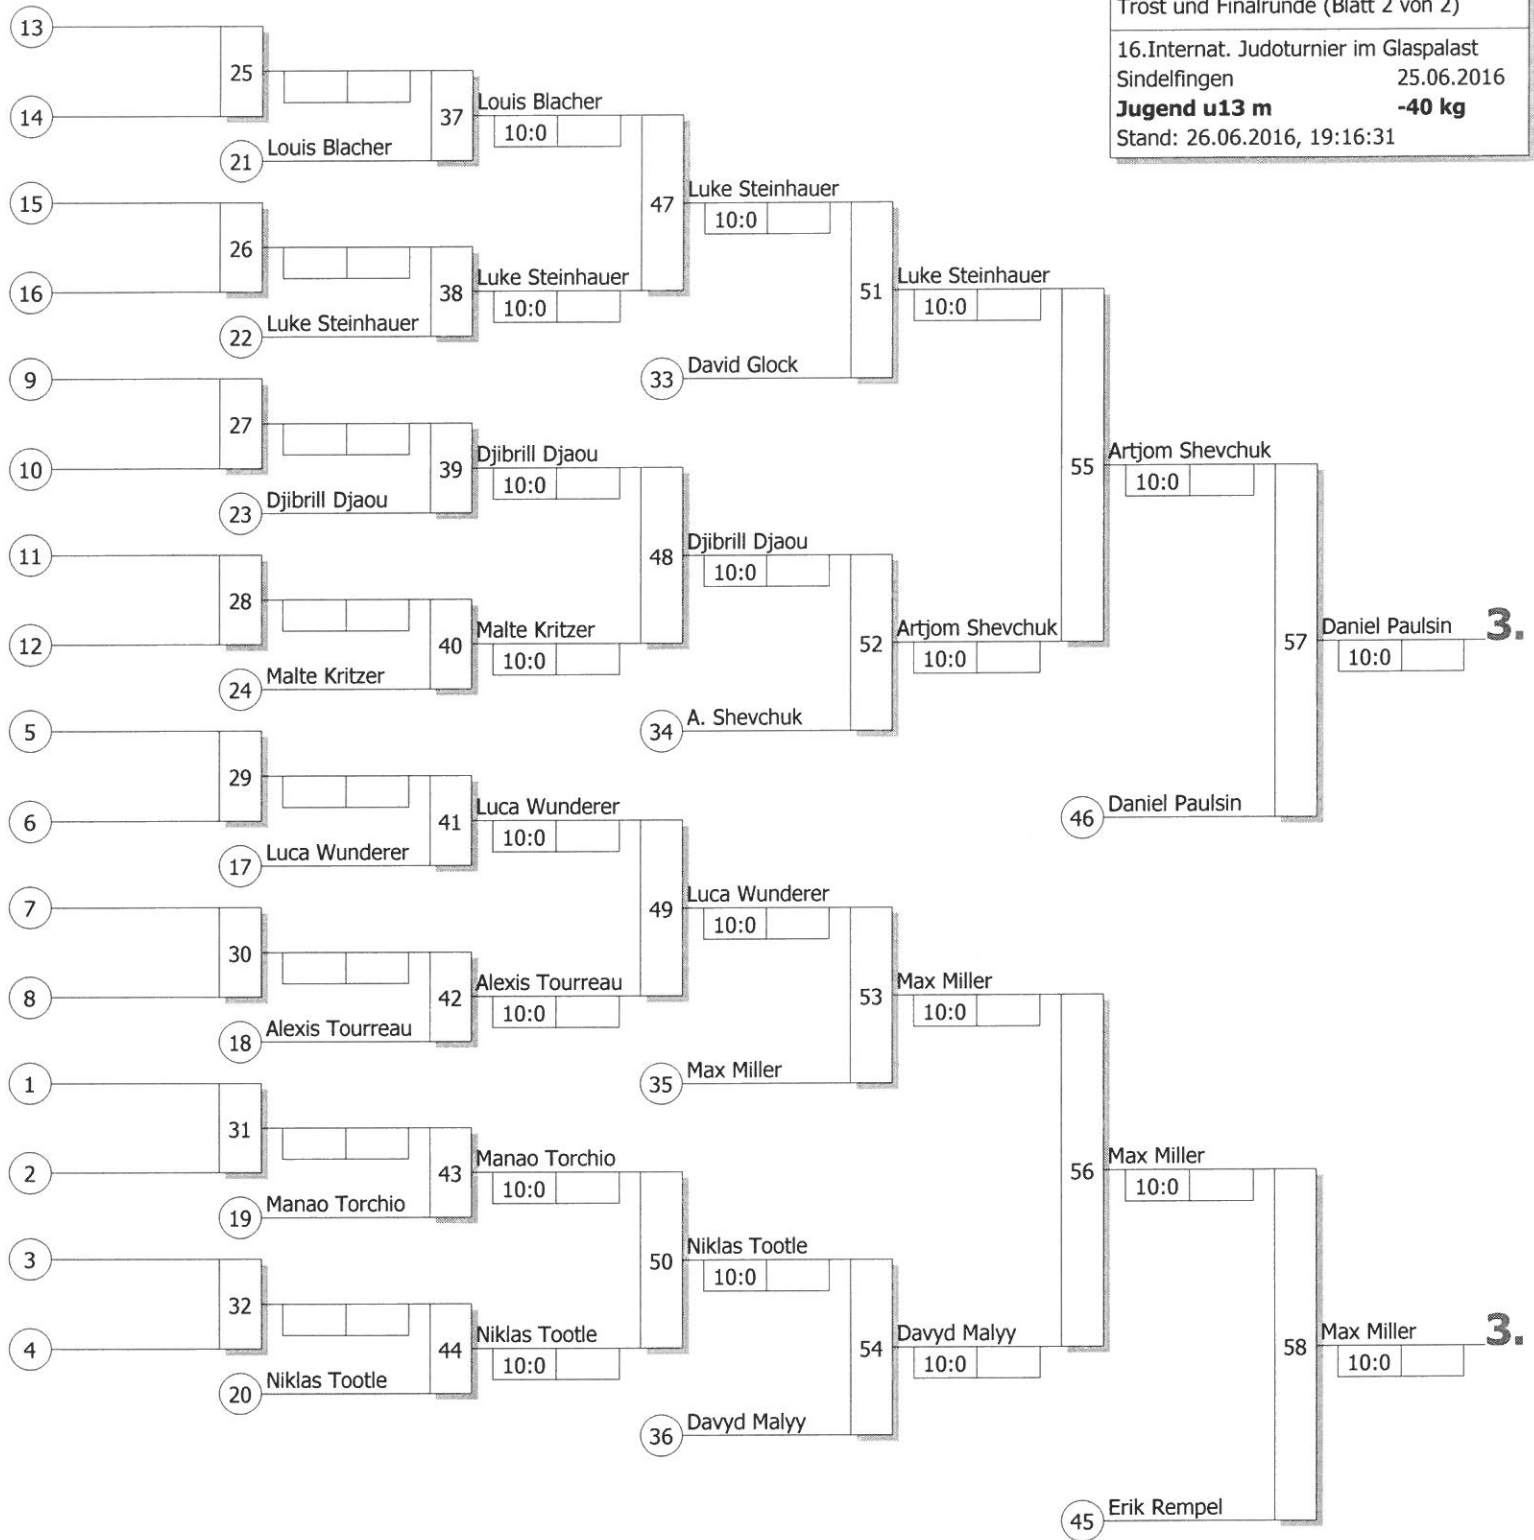 Trost und Finalrunde (Blatt 2 von 2)
16.Internat. Judoturnier im Glaspalast
Sindelfingen 25.06.2016
Jugend u13 m -40 kg
Stand: 26.06.2016, 19:16:31
13
25
14
37
Louis Blacher
10:0
21 Louis Blacher
15
47
Luke Steinhauer
10:0
26
16
38
Luke Steinhauer
10:0
22 Luke Steinhauer
51
Luke Steinhauer
10:0
33 David Glock
9
27
10
39
Djibrill Djaou
10:0
23 Djibrill Djaou
55
Artjom Shevchuk
10:0
11
48
Djibrill Djaou
10:0
28
12
40
Malte Kritzer
10:0
24 Malte Kritzer
52
Artjom Shevchuk
10:0
34 A. Shevchuk
57
Daniel Paulsin
10:0
3.
5
29
6
41
Luca Wunderer
10:0
17 Luca Wunderer
46 Daniel Paulsin
7
49
Luca Wunderer
10:0
30
8
42
Alexis Tourreau
10:0
18 Alexis Tourreau
53
Max Miller
10:0
35 Max Miller
1
31
2
43
Manao Torchio
10:0
19 Manao Torchio
56
Max Miller
10:0
3
50
Niklas Tootle
10:0
32
4
44
Niklas Tootle
10:0
20 Niklas Tootle
54
Davyd Malyy
10:0
36 Davyd Malyy
58
Max Miller
10:0
3.
45 Erik Rempel